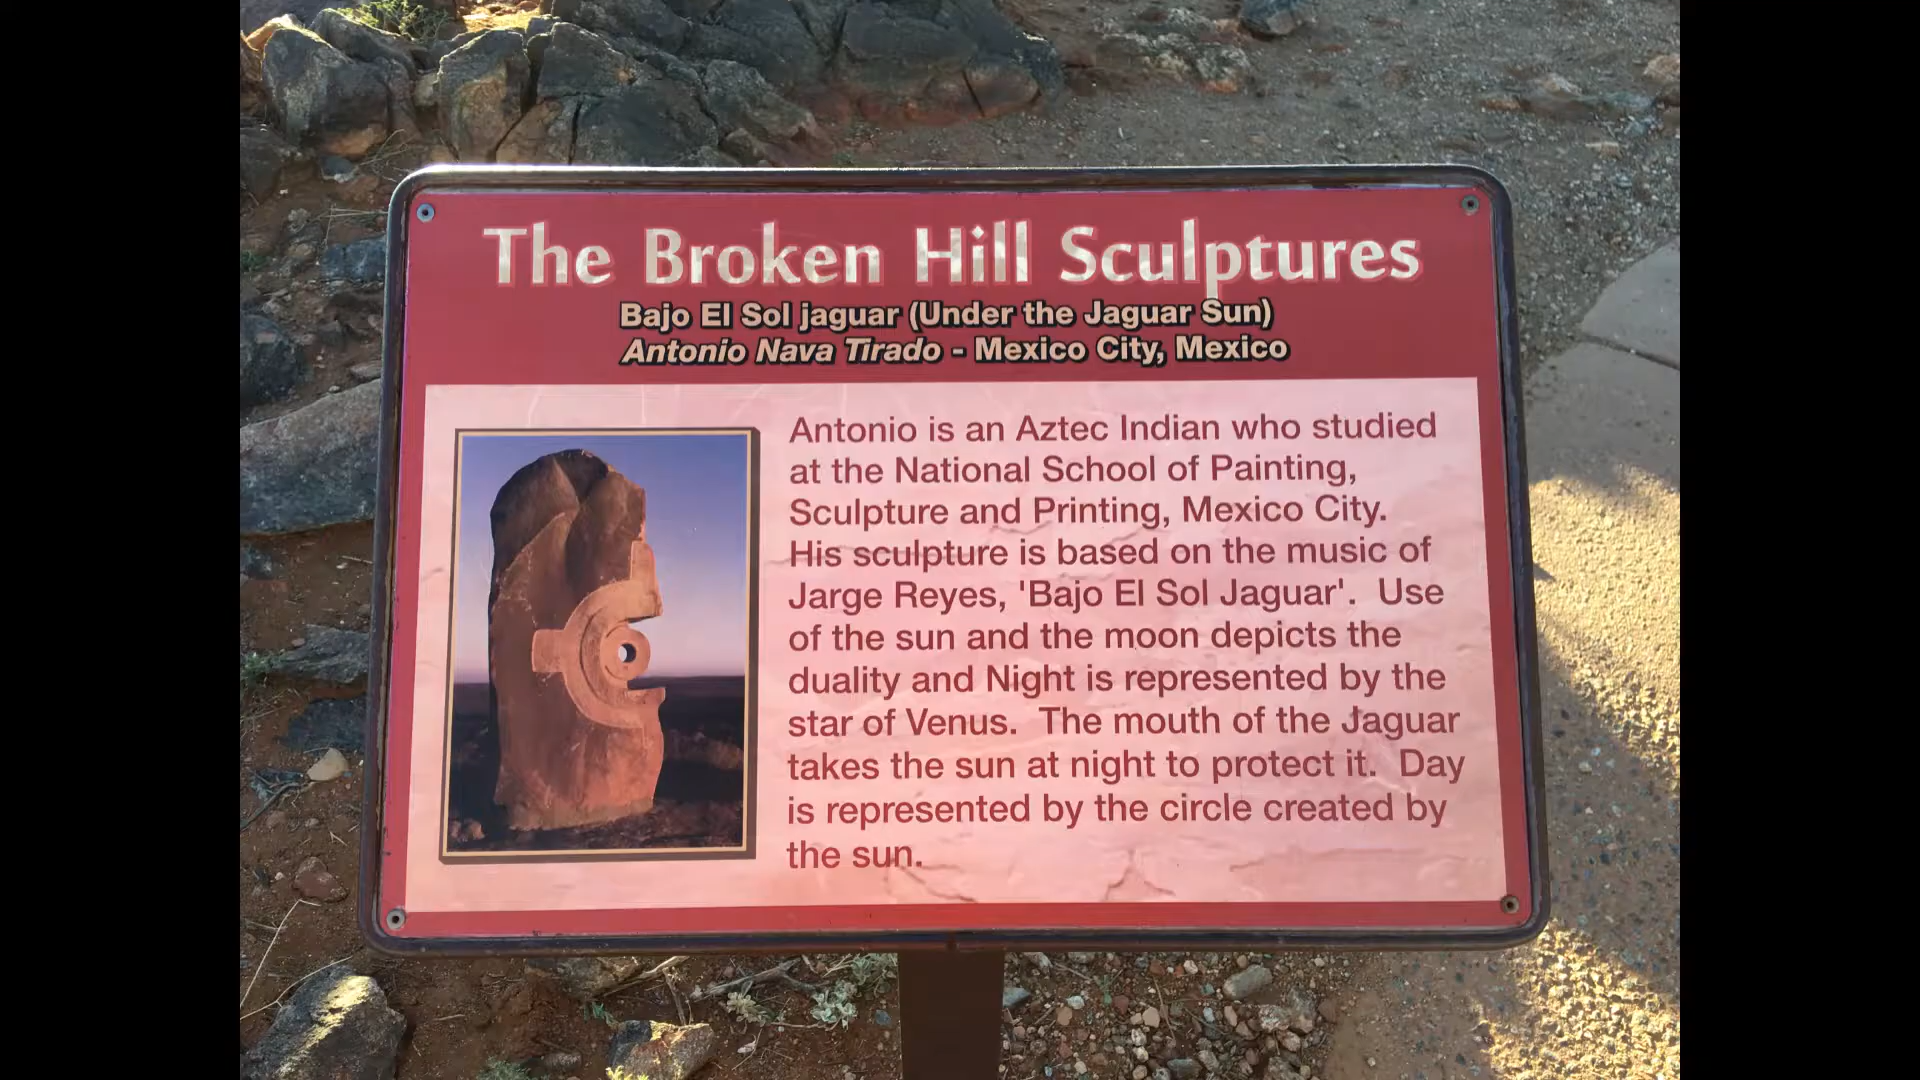 The Broken Hill Sculptures
Bajo El Sol jaguar (Under the Jaguar Sun)
Antonio Nava Tirado - Mexico City, Mexico
Antonio is an Aztec Indian who studied
at the National School of Painting,
Sculpture and Printing, Mexico City.
His sculpture is based on the music of
Jarge Reyes, 'Bajo El Sol Jaguar'.  Use
of the sun and the moon depicts the
duality and Night is represented by the
star of Venus.  The mouth of the Jaguar
takes the sun at night to protect it.  Day
is represented by the circle created by
the sun.